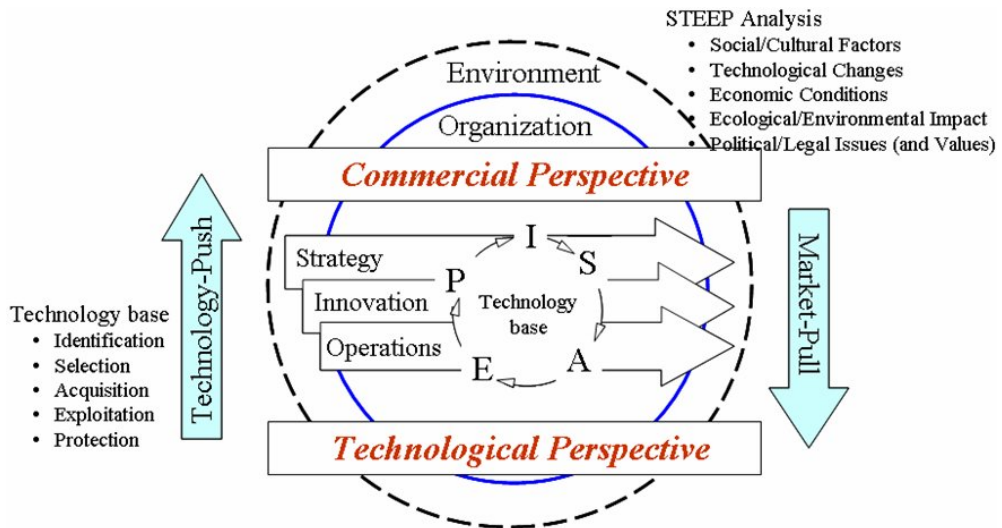 STEEP Analysis
• Social/Cultural Factors
• Technological Changes
• Economic Conditions
• Ecological/Environmental Impact
• Political/Legal Issues (and Values)
Environment
Organization
Commercial Perspective
Technology-Push
Market-Pull
Strategy
Innovation
Operations
I
S
A
E
P
Technology
base
Technology base
• Identification
• Selection
• Acquisition
• Exploitation
• Protection
Technological Perspective